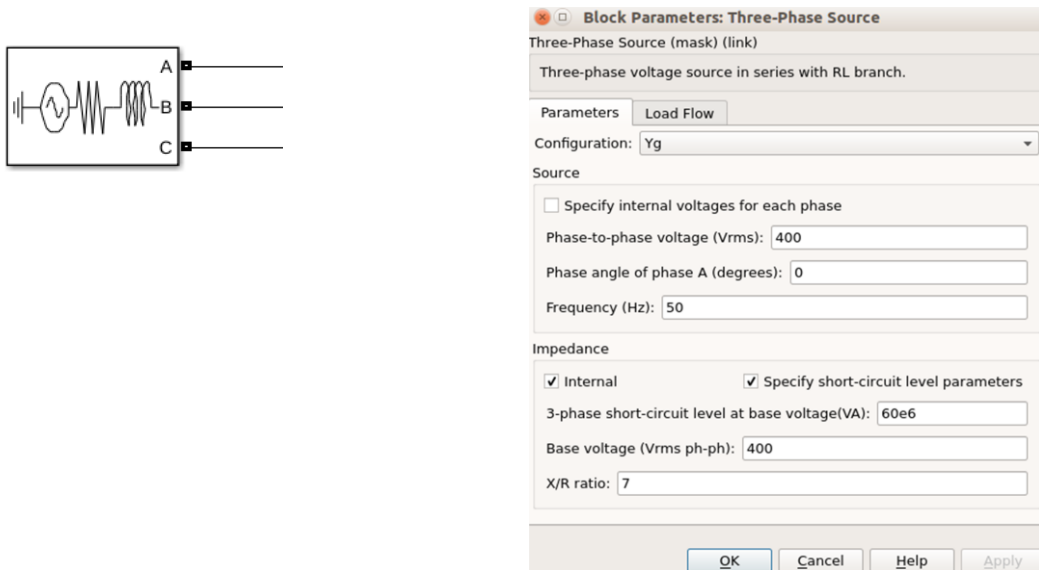 A
B
C
Block Parameters: Three-Phase Source
Three-Phase Source (mask) (link)
Three-phase voltage source in series with RL branch.
Parameters Load Flow
Configuration: Yg
Source
Specify internal voltages for each phase
Phase-to-phase voltage (Vrms): 400
Phase angle of phase A (degrees): 0
Frequency (Hz): 50
Impedance
Internal Specify short-circuit level parameters
3-phase short-circuit level at base voltage(VA): 60e6
Base voltage (Vrms ph-ph): 400
X/R ratio: 7
OK Cancel Help Apply